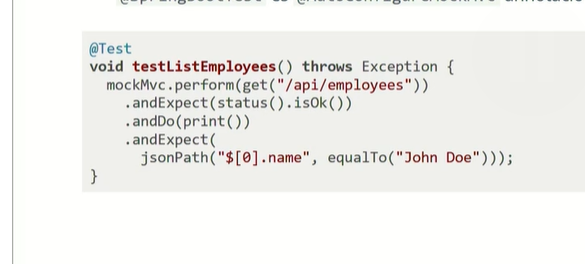 @Test
void testListEmployees() throws Exception {
  mockMvc.perform(get("/api/employees"))
    .andExpect(status().isOk())
    .andDo(print())
    .andExpect(
      jsonPath("$[0].name", equalTo("John Doe")));
}